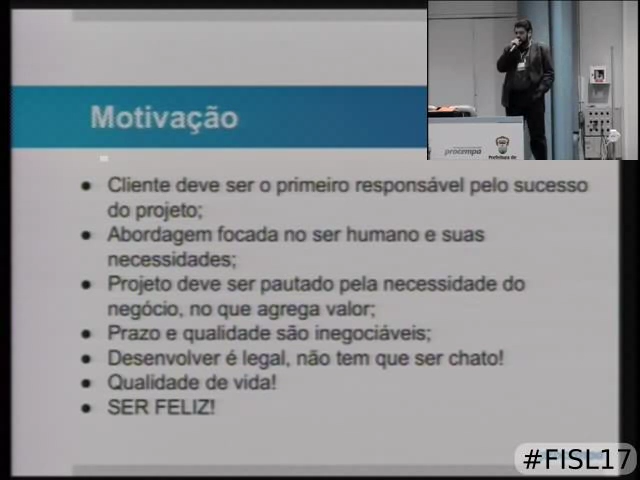 Motivação
procempa
Prefeitura de
● Cliente deve ser o primeiro responsável pelo sucesso
do projeto;
● Abordagem focada no ser humano e suas
necessidades;
● Projeto deve ser pautado pela necessidade do
negócio, no que agrega valor;
● Prazo e qualidade são inegociáveis;
● Desenvolver é legal, não tem que ser chato!
● Qualidade de vida!
● SER FELIZ!
#FISL17